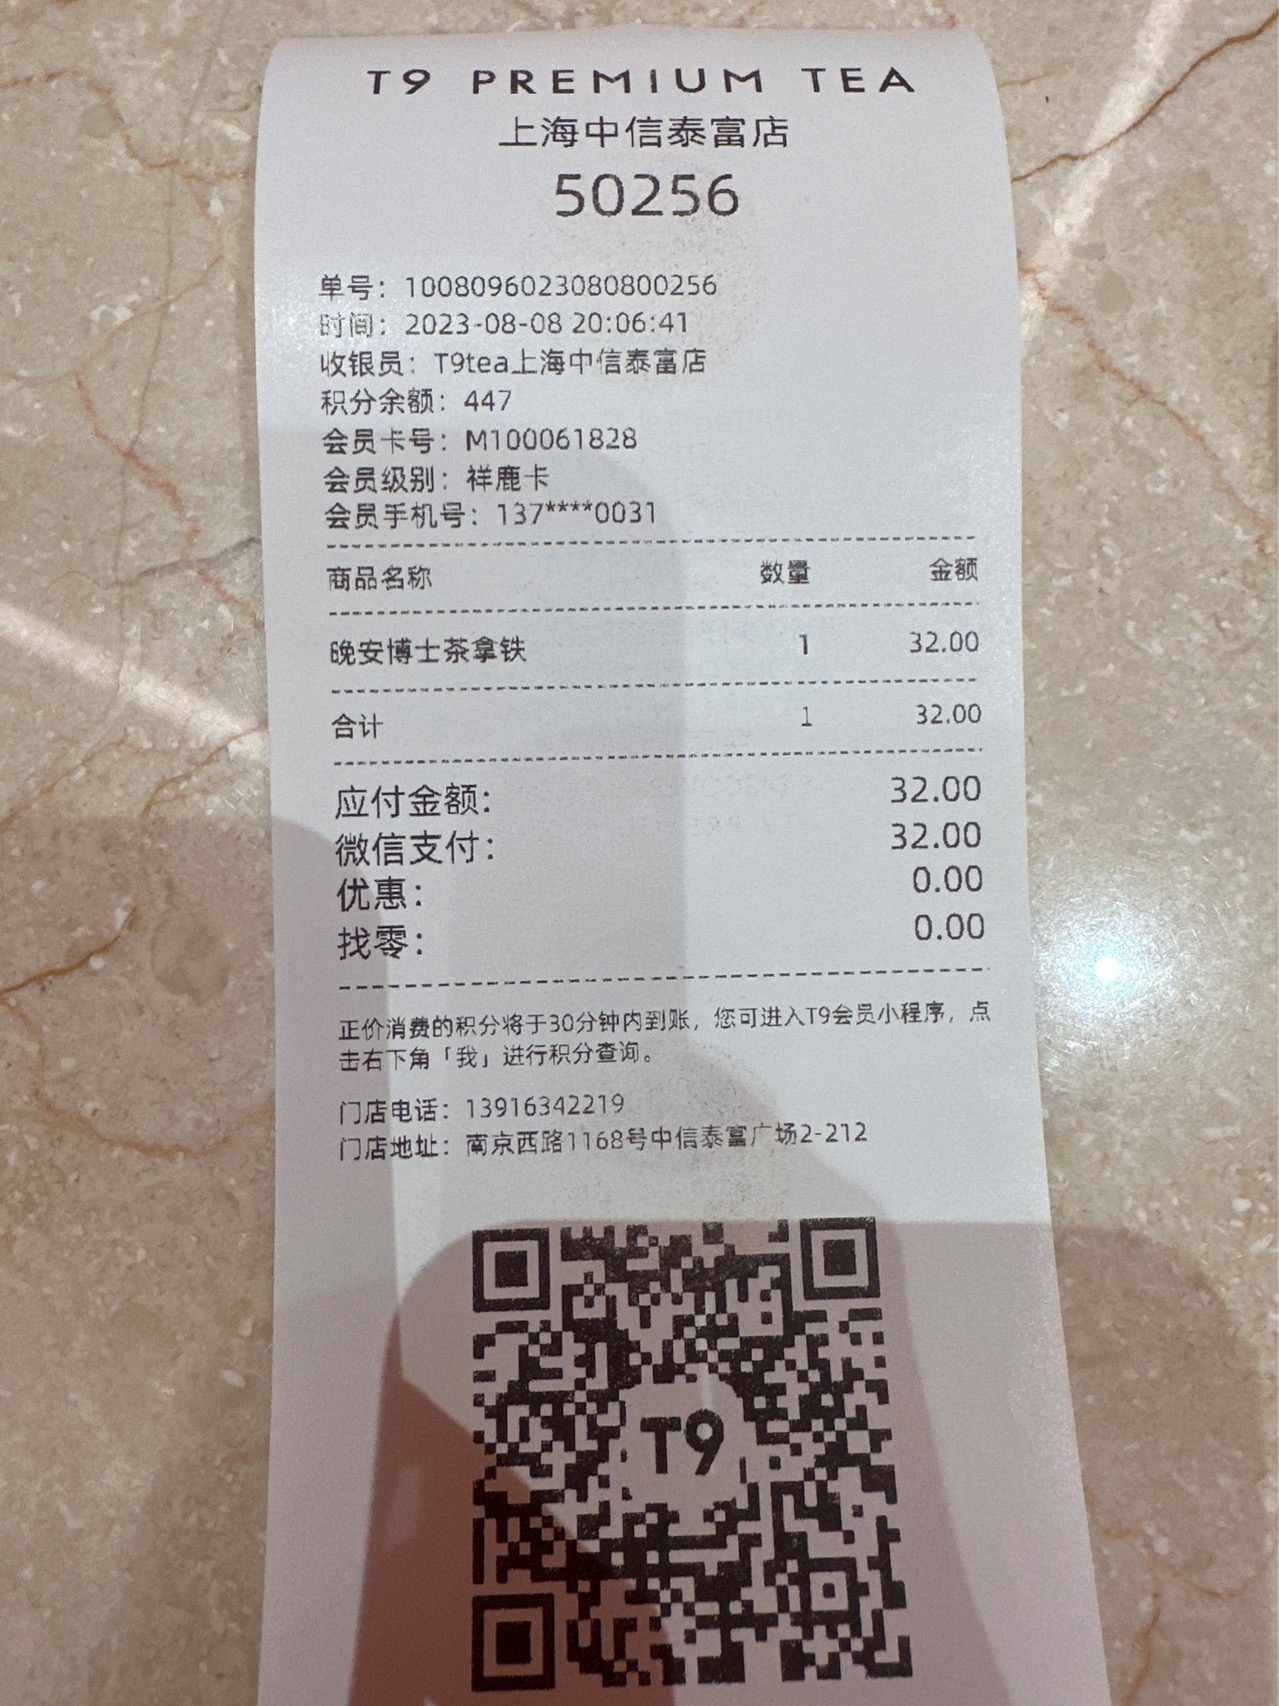 T9 PREMIUM TEA
上海中信泰富店
50256
单号：1008096023080800256
时间：2023-08-08 20:06:41
收银员：T9tea上海中信泰富店
积分余额：447
会员卡号：M100061828
会员级别：祥鹿卡
会员手机号：137****0031
商品名称 数量 金额
晚安博士茶拿铁 1 32.00
合计 1 32.00
应付金额： 32.00
微信支付： 32.00
优惠： 0.00
找零： 0.00
正价消费的积分将于30分钟内到账，您可进入T9会员小程序，点
击右下角「我」进行积分查询。
门店电话：13916342219
门店地址：南京西路1168号中信泰富广场2-212
T9